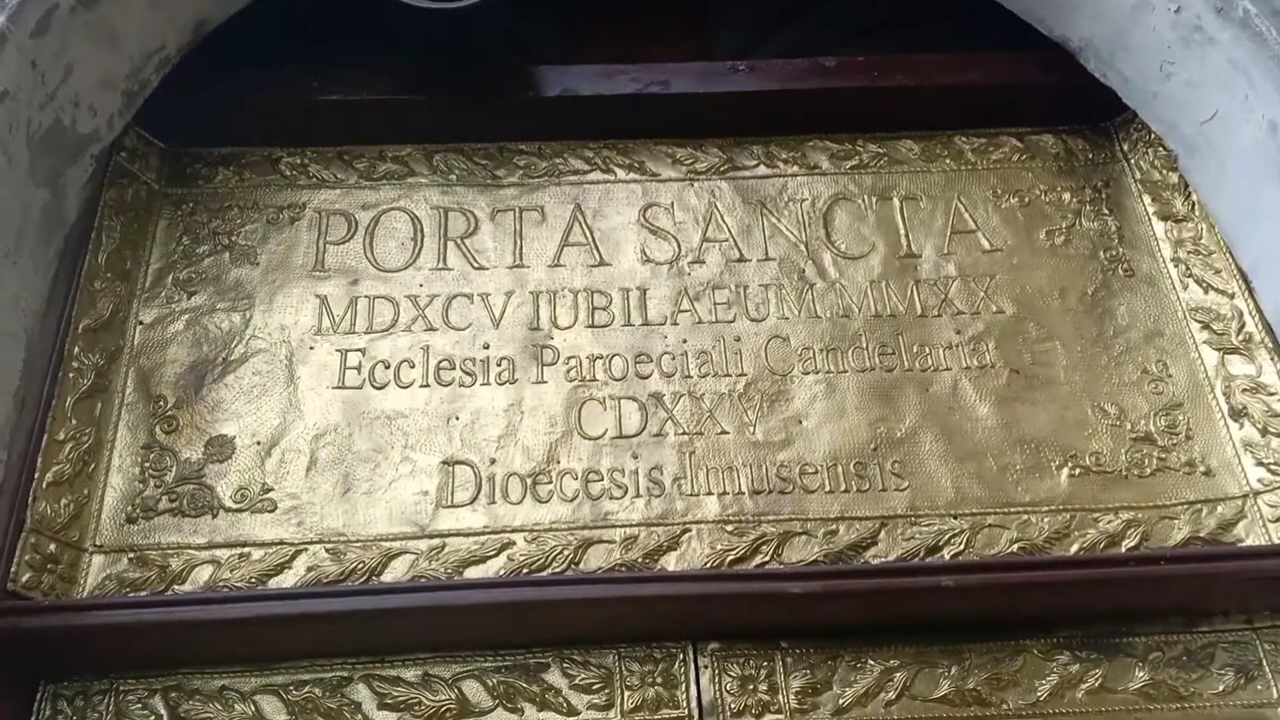 PORTA SANCTA
MDXCV IUBILAEUM MMXX
Ecclesia Paroeciali Candelaria
CDXXV
Dioecesis Imusensis